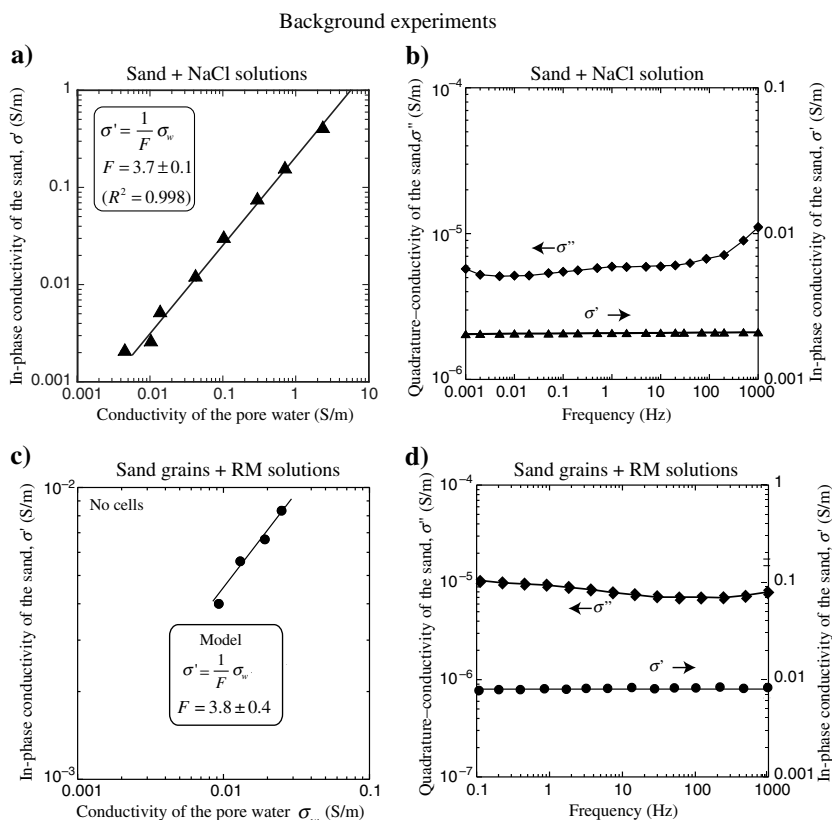 Background experiments
a)
Sand + NaCl solutions
In-phase conductivity of the sand, σ' (S/m)
1
0.1
0.01
0.001
σ' = 1/F σw
F = 3.7 ± 0.1
(R² = 0.998)
0.001 0.01 0.1 1 10
Conductivity of the pore water (S/m)
b)
Sand + NaCl solution
Quadrature–conductivity of the sand,σ" (S/m)
10⁻⁴
10⁻⁵
10⁻⁶
σ"
σ'
0.1
0.01
0.001
In-phase conductivity of the sand, σ' (S/m)
0.001 0.01 0.1 1 10 100 1000
Frequency (Hz)
c)
Sand grains + RM solutions
In-phase conductivity of the sand, σ' (S/m)
10⁻²
10⁻³
No cells
Model
σ' = 1/F σw
F = 3.8 ± 0.4
0.01 0.1
Conductivity of the pore water σw (S/m)
d)
Sand grains + RM solutions
Quadrature–conductivity of the sand, σ" (S/m)
10⁻⁴
10⁻⁵
10⁻⁶
10⁻⁷
σ"
σ'
1
0.1
0.01
0.001
In-phase conductivity of the sand, σ' (S/m)
0.1 1 10 100 1000
Frequency (Hz)